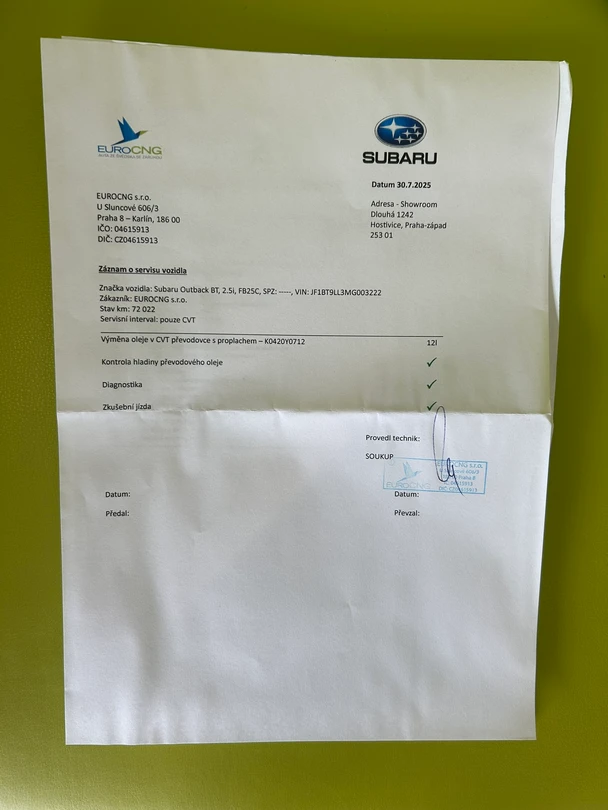 EUROCNG
SUBARU
Datum 30.7.2025
EUROCNG s.r.o.
U Sluncové 606/3
Praha 8 – Karlín, 186 00
IČO: 04615913
DIČ: CZ04615913
Adresa - Showroom
Dlouhá 1242
Hostivice, Praha-západ
253 01
Záznam o servisu vozidla
Značka vozidla: Subaru Outback BT, 2.5i, FB25C, SPZ: -----, VIN: JF1BT9LL3MG003222
Zákazník: EUROCNG s.r.o.
Stav km: 72 022
Servisní interval: pouze CVT
Výměna oleje v CVT převodovce s proplachem – K0420Y0712 12l
Kontrola hladiny převodového oleje ✓
Diagnostika ✓
Zkušební jízda ✓
Provedl technik:
SOUKUP
EUROCNG
EUROCNG s.r.o.
Datum:
Datum:
Předal:
Převzal: